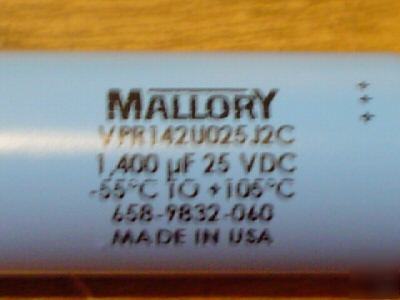 MALLORY
VPR142U025J2C
1,400 µF 25 VDC
-55°C TO +105°C
658-9832-060
MADE IN USA
+++